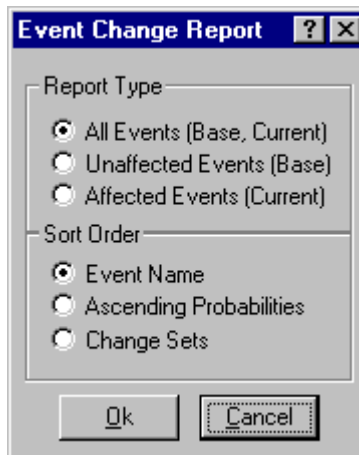 Event Change Report
Report Type
All Events (Base, Current)
Unaffected Events (Base)
Affected Events (Current)
Sort Order
Event Name
Ascending Probabilities
Change Sets
Ok Cancel